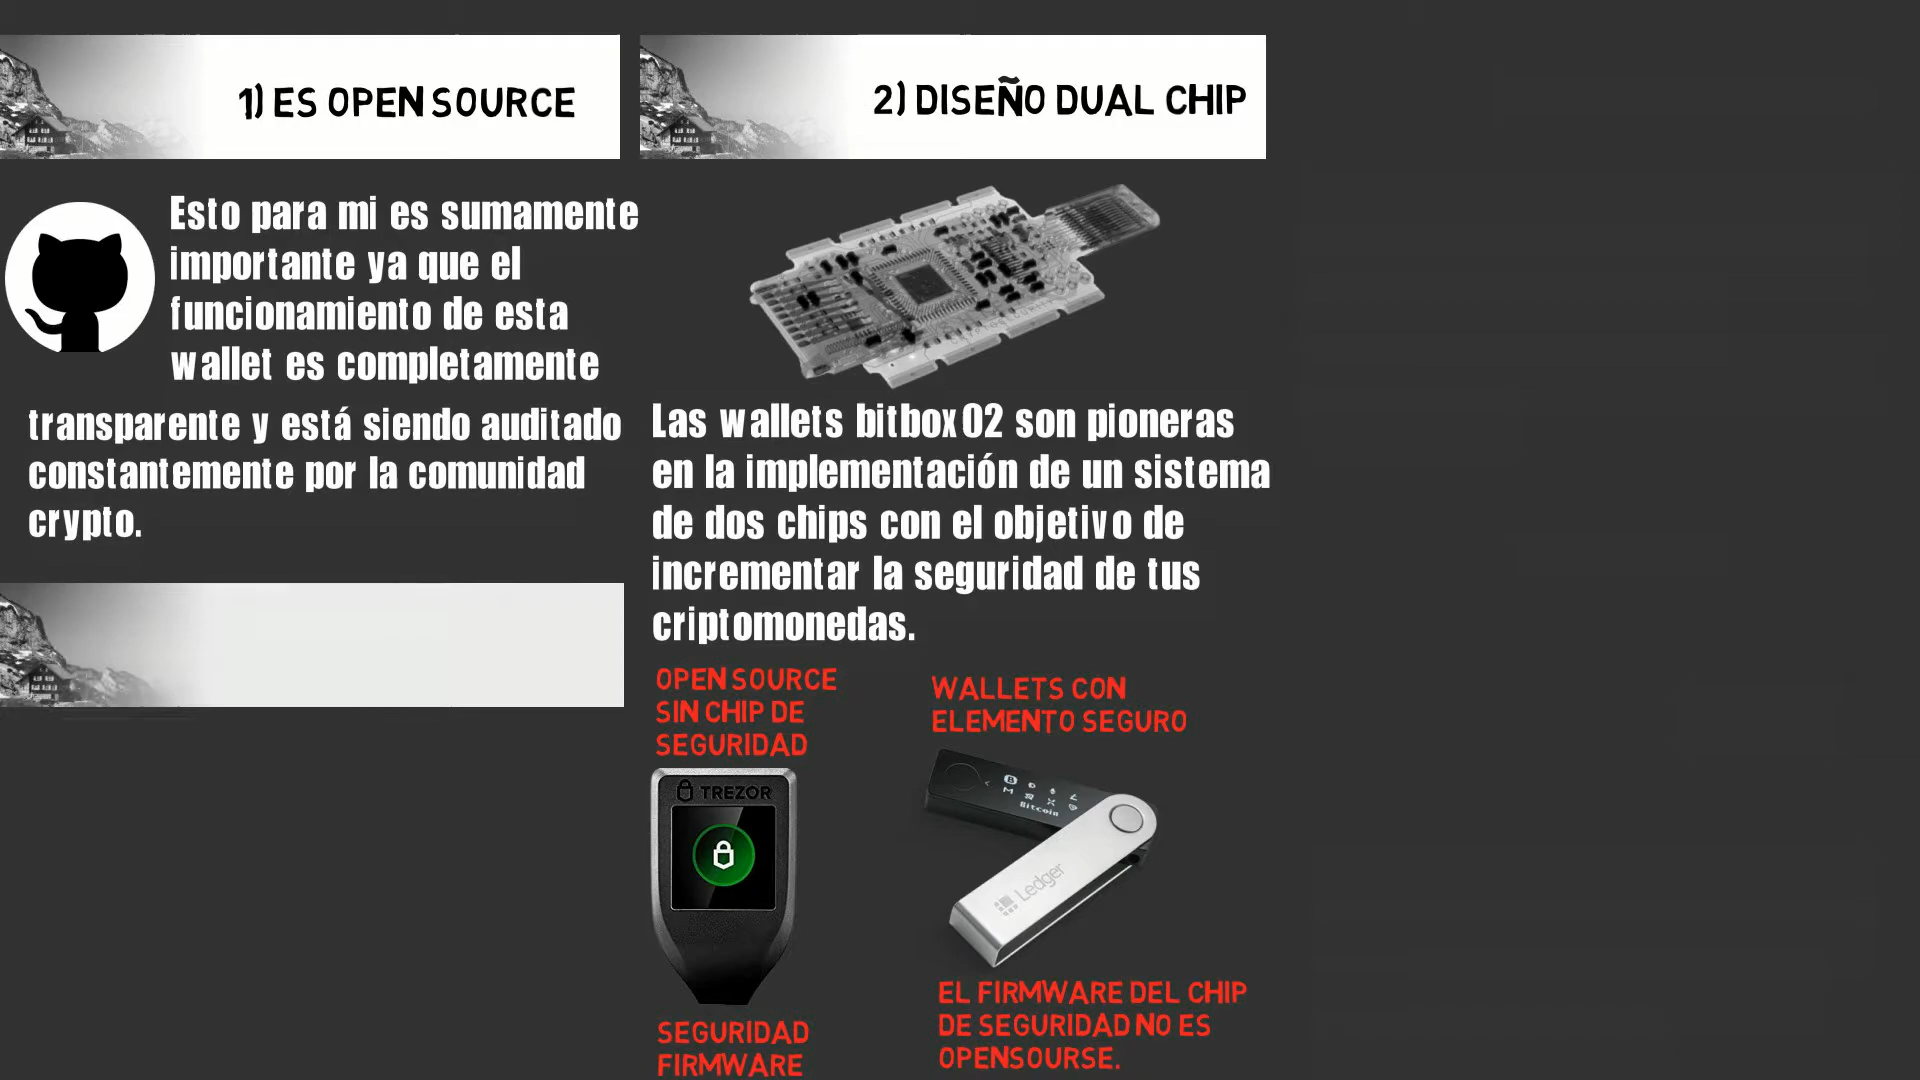 1) ES OPEN SOURCE
Esto para mi es sumamente
importante ya que el
funcionamiento de esta
wallet es completamente
transparente y está siendo auditado
constantemente por la comunidad
crypto.
2) DISEÑO DUAL CHIP
Las wallets bitbox02 son pioneras
en la implementación de un sistema
de dos chips con el objetivo de
incrementar la seguridad de tus
criptomonedas.
OPEN SOURCE
SIN CHIP DE
SEGURIDAD
TREZOR
SEGURIDAD
FIRMWARE
WALLETS CON
ELEMENTO SEGURO
Bitcoin
Ledger
EL FIRMWARE DEL CHIP
DE SEGURIDAD NO ES
OPENSOURSE.